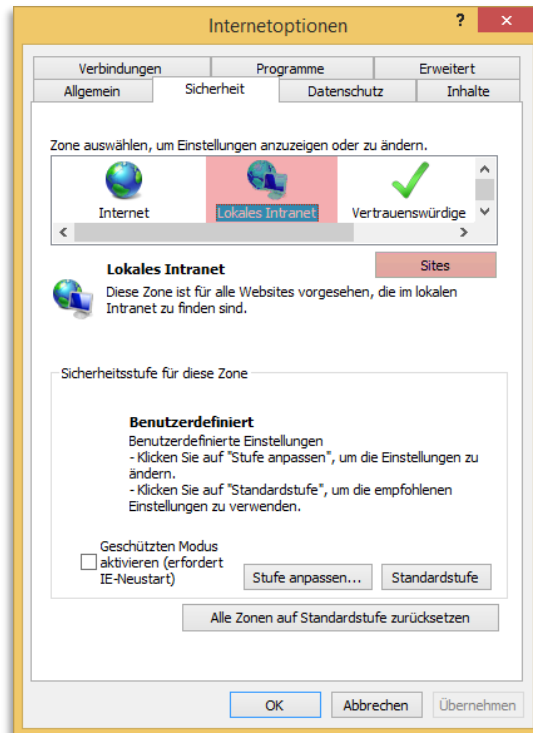 Internetoptionen
Verbindungen Programme Erweitert
Allgemein Sicherheit Datenschutz Inhalte
Zone auswählen, um Einstellungen anzuzeigen oder zu ändern.
Internet Lokales Intranet Vertrauenswürdige
Lokales Intranet
Sites
Diese Zone ist für alle Websites vorgesehen, die im lokalen
Intranet zu finden sind.
Sicherheitsstufe für diese Zone
Benutzerdefiniert
Benutzerdefinierte Einstellungen
- Klicken Sie auf "Stufe anpassen", um die Einstellungen zu
ändern.
- Klicken Sie auf "Standardstufe", um die empfohlenen
Einstellungen zu verwenden.
Geschützten Modus
aktivieren (erfordert
IE-Neustart)
Stufe anpassen... Standardstufe
Alle Zonen auf Standardstufe zurücksetzen
OK Abbrechen Übernehmen